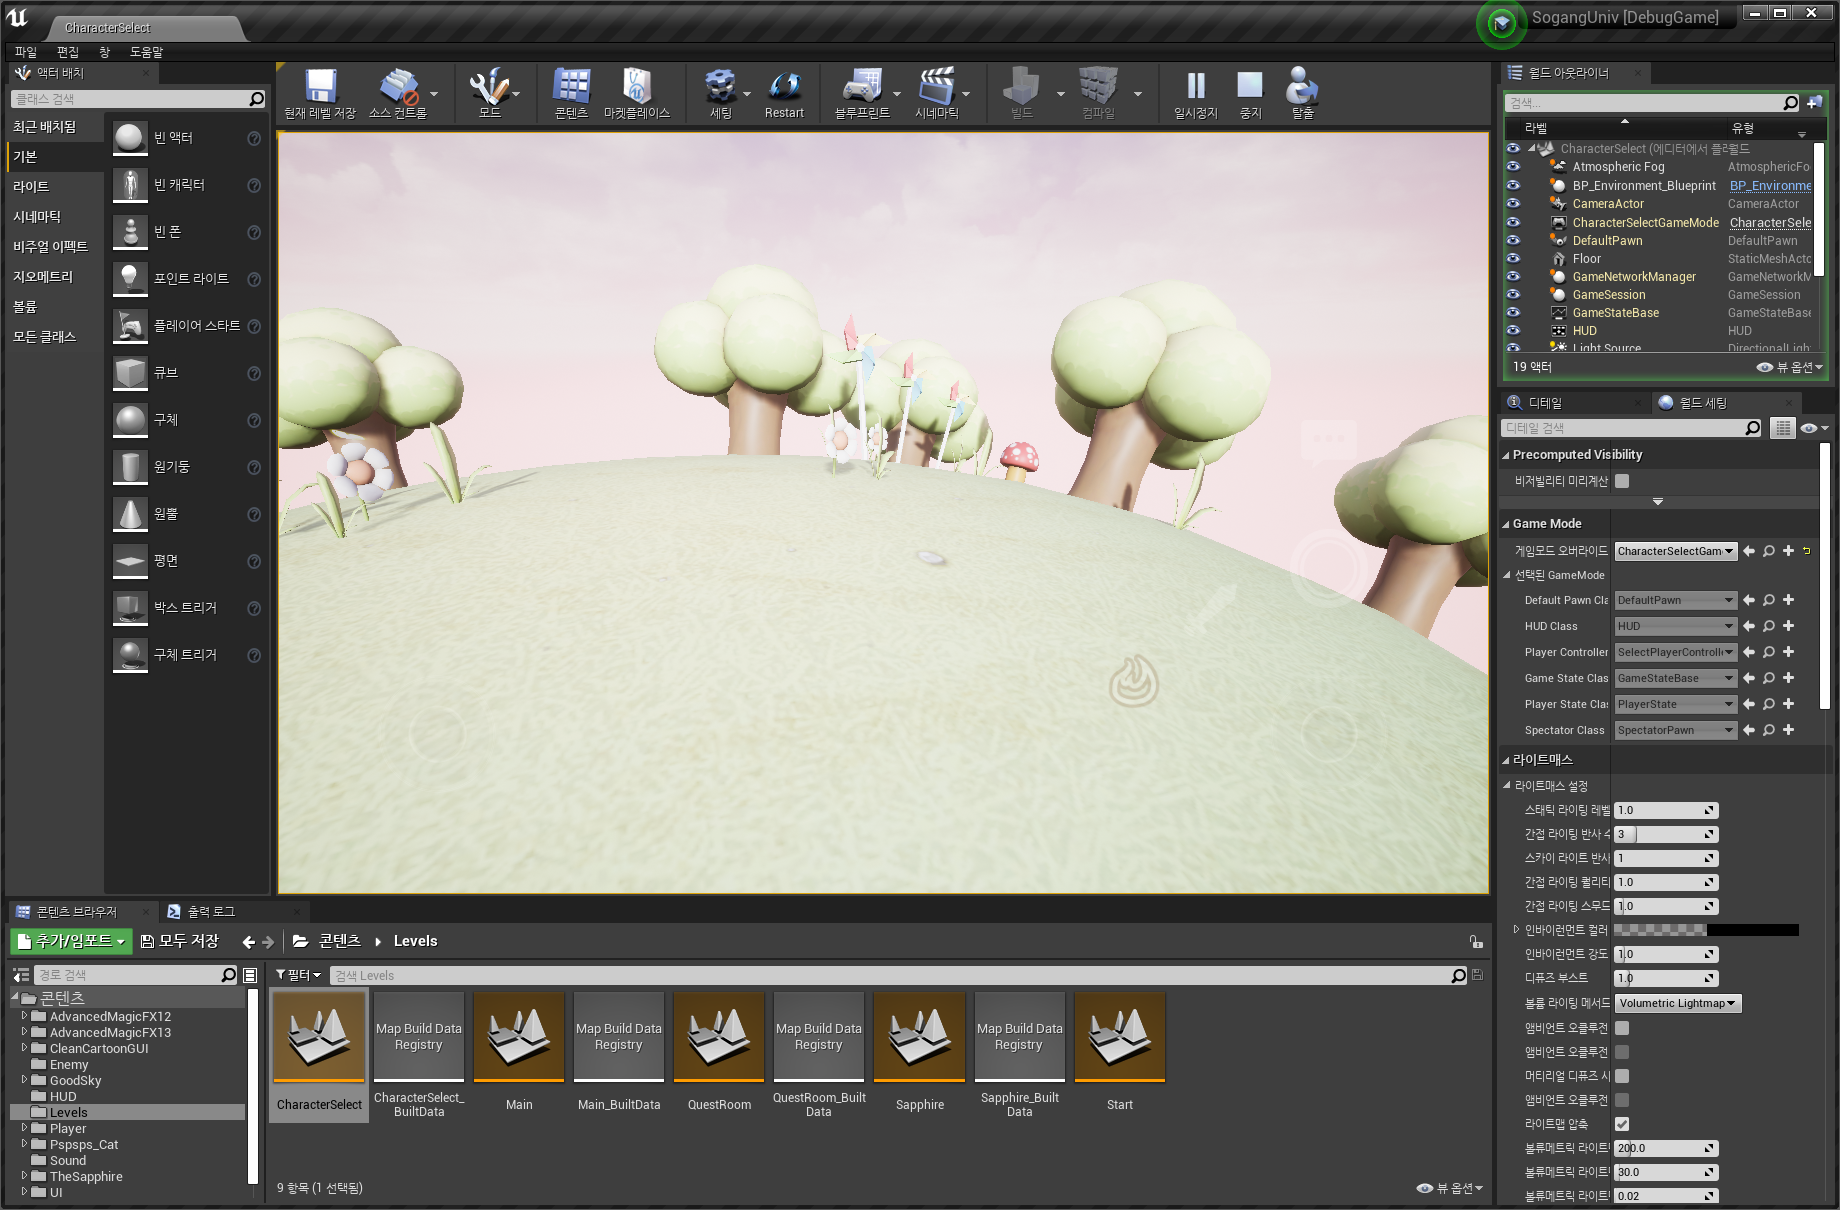 CharacterSelect
SogangUniv [DebugGame]
파일 편집 창 도움말
액터 배치
클래스 검색
최근 배치됨
기본
라이트
시네마틱
비주얼 이펙트
지오메트리
볼륨
모든 클래스
빈 액터
빈 캐릭터
빈 폰
포인트 라이트
플레이어 스타트
큐브
구체
원기둥
원뿔
평면
박스 트리거
구체 트리거
현재 레벨 저장
소스 컨트롤
모드
콘텐츠
마켓플레이스
세팅
Restart
블루프린트
시네마틱
빌드
컴파일
일시정지
중지
탈출
월드 아웃라이너
검색...
라벨 유형
CharacterSelect (에디터에서 플 월드
Atmospheric Fog AtmosphericFo
BP_Environment_Blueprint BP_Environme
CameraActor CameraActor
CharacterSelectGameMode CharacterSele
DefaultPawn DefaultPawn
Floor StaticMeshActo
GameNetworkManager GameNetworkM
GameSession GameSession
GameStateBase GameStateBase
HUD HUD
Light Source DirectionalLigh
19 액터
뷰 옵션
디테일
월드 세팅
디테일 검색
Precomputed Visibility
비저빌리티 미리계산
Game Mode
게임모드 오버라이드 CharacterSelectGam
선택된 GameMode
Default Pawn Cla DefaultPawn
HUD Class HUD
Player Controller SelectPlayerControlle
Game State Clas GameStateBase
Player State Clas PlayerState
Spectator Class SpectatorPawn
라이트매스
라이트매스 설정
스태틱 라이팅 레벨 1.0
간접 라이팅 반사 수 3
스카이 라이트 반사 1
간접 라이팅 퀄리티 1.0
간접 라이팅 스무드 1.0
인바이런먼트 컬러
인바이런먼트 강도 1.0
디퓨즈 부스트 1.0
볼륨 라이팅 메서드 Volumetric Lightmap
앰비언트 오클루전
앰비언트 오클루전
머티리얼 디퓨즈 시
앰비언트 오클루전
라이트맵 압축
볼류메트릭 라이트 200.0
볼류메트릭 라이트 30.0
볼류메트릭 라이트 0.02
콘텐츠 브라우저
출력 로그
추가/임포트
모두 저장
콘텐츠
Levels
경로 검색
필터
검색 Levels
콘텐츠
AdvancedMagicFX12
AdvancedMagicFX13
CleanCartoonGUI
Enemy
GoodSky
HUD
Levels
Player
Pspsps_Cat
Sound
TheSapphire
UI
CharacterSelect
Map Build Data
Registry
CharacterSelect_
BuiltData
Main
Map Build Data
Registry
Main_BuiltData
QuestRoom
Map Build Data
Registry
QuestRoom_Built
Data
Sapphire
Map Build Data
Registry
Sapphire_Built
Data
Start
9 항목 (1 선택됨)
뷰 옵션